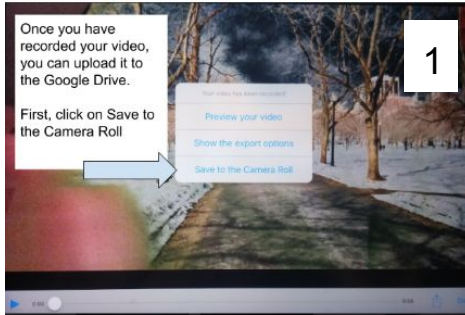 Once you have
recorded your video,
you can upload it to
the Google Drive.
First, click on Save to
the Camera Roll
1
Your video has been recorded!
Preview your video
Show the export options
Save to the Camera Roll